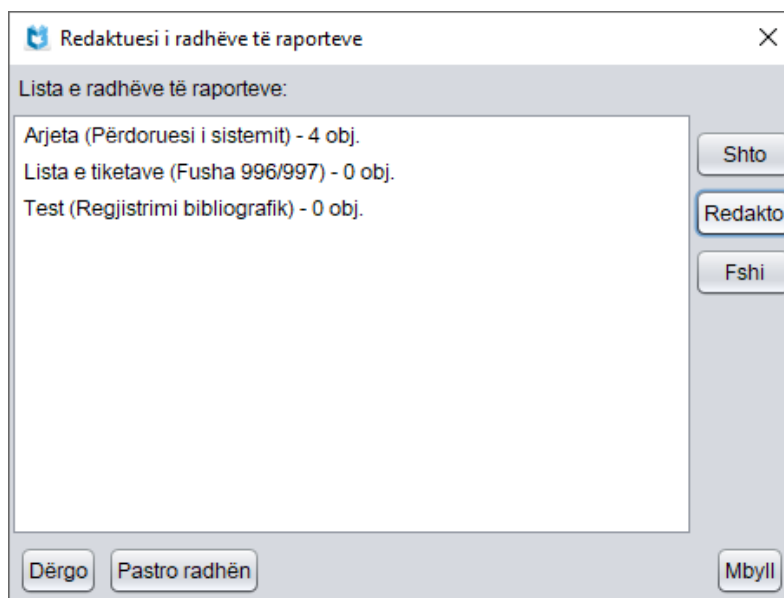 Redaktuesi i radhëve të raporteve
Lista e radhëve të raporteve:
Arjeta (Përdoruesi i sistemit) - 4 obj.
Lista e tiketave (Fusha 996/997) - 0 obj.
Test (Regjistrimi bibliografik) - 0 obj.
Shto
Redakto
Fshi
Dërgo
Pastro radhën
Mbyll